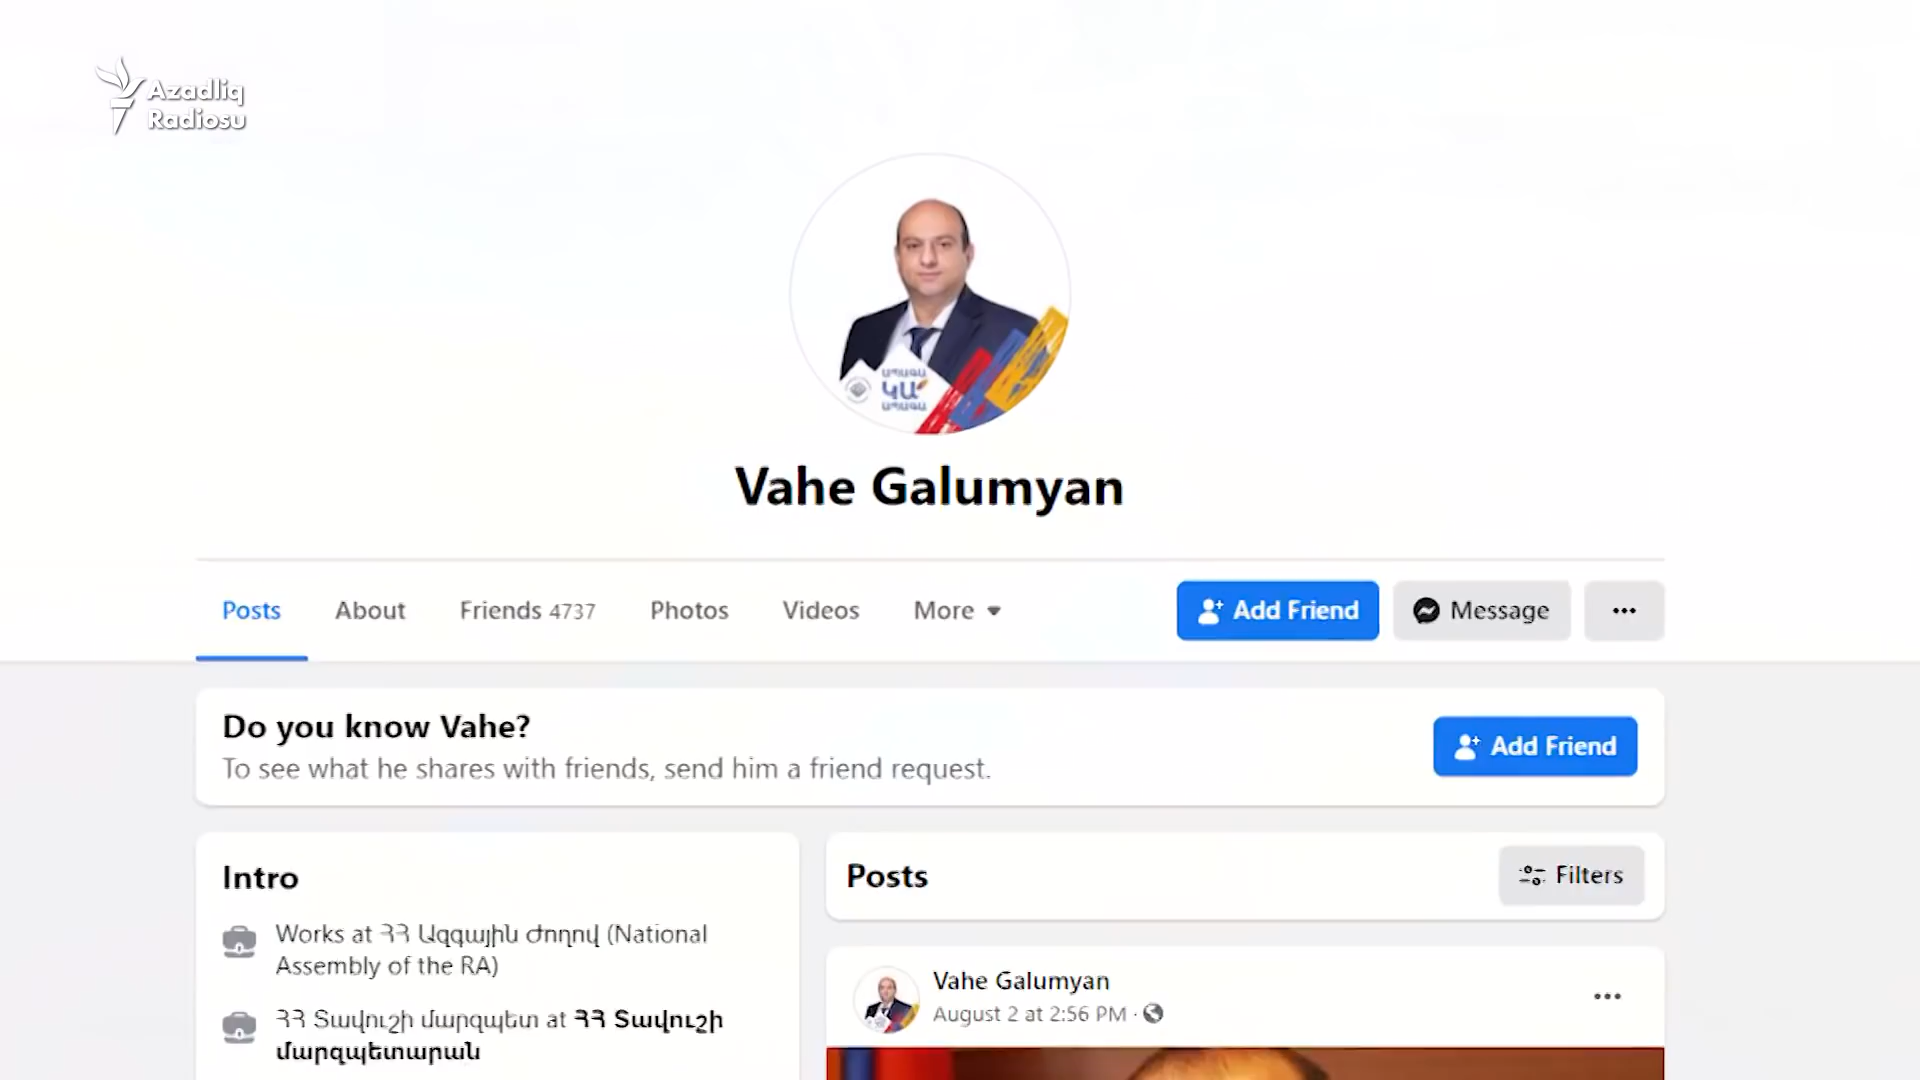 Azadlıq
Radiosu
ԱՊԱԳԱ
ԿԱ
ԱՊԱԳԱ
Vahe Galumyan
Posts About Friends 4737 Photos Videos More
Add Friend Message
Do you know Vahe?
To see what he shares with friends, send him a friend request.
Add Friend
Intro
Works at ՀՀ Ազգային Ժողով (National
Assembly of the RA)
ՀՀ Տավուշի մարզպետ at ՀՀ Տավուշի
մարզպետարան
Posts
Filters
Vahe Galumyan
August 2 at 2:56 PM ·